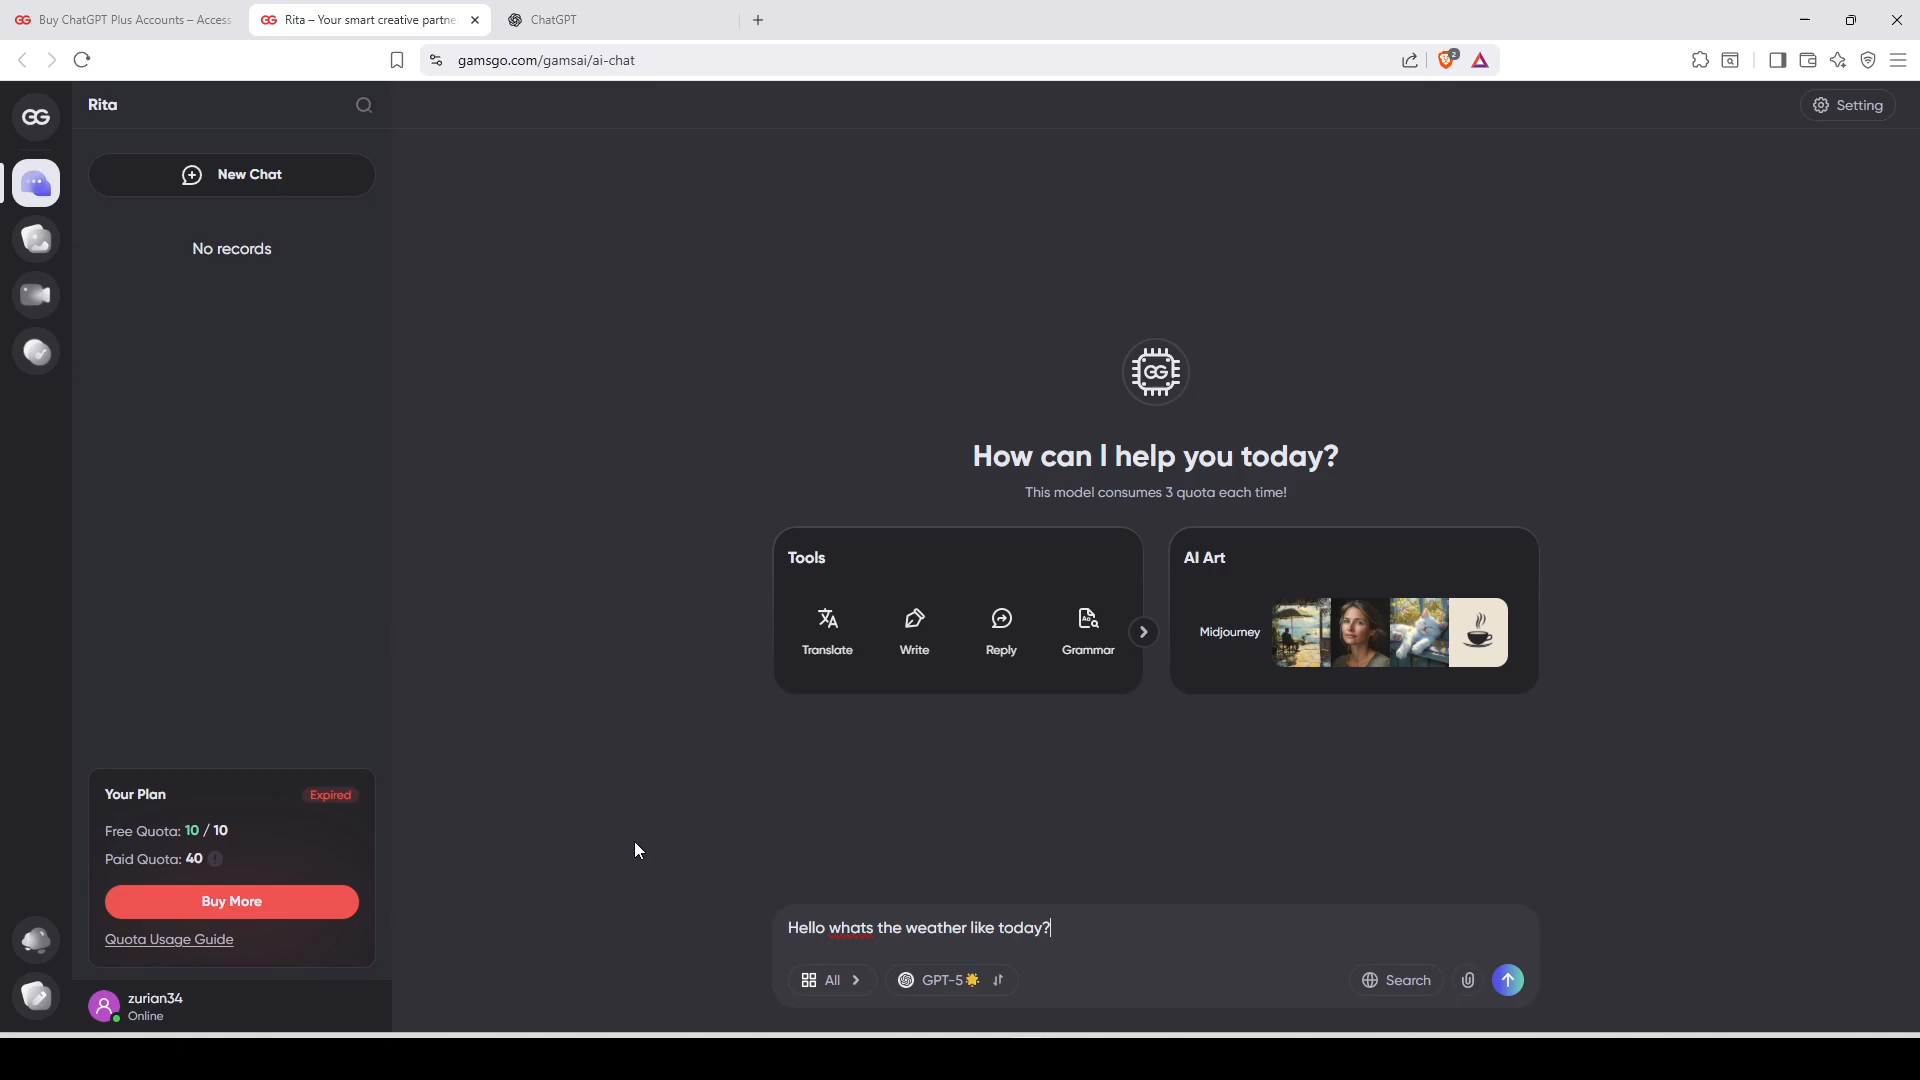 Buy ChatGPT Plus Accounts – Access
Rita – Your smart creative partne
ChatGPT
gamsgo.com/gamsai/ai-chat
2
Rita
Setting
New Chat
No records
How can I help you today?
This model consumes 3 quota each time!
Tools
AI Art
Translate
Write
Reply
Grammar
Midjourney
Your Plan
Expired
Free Quota: 10 / 10
Paid Quota: 40
Buy More
Quota Usage Guide
Hello whats the weather like today?
All
GPT-5
Search
zurian34
Online